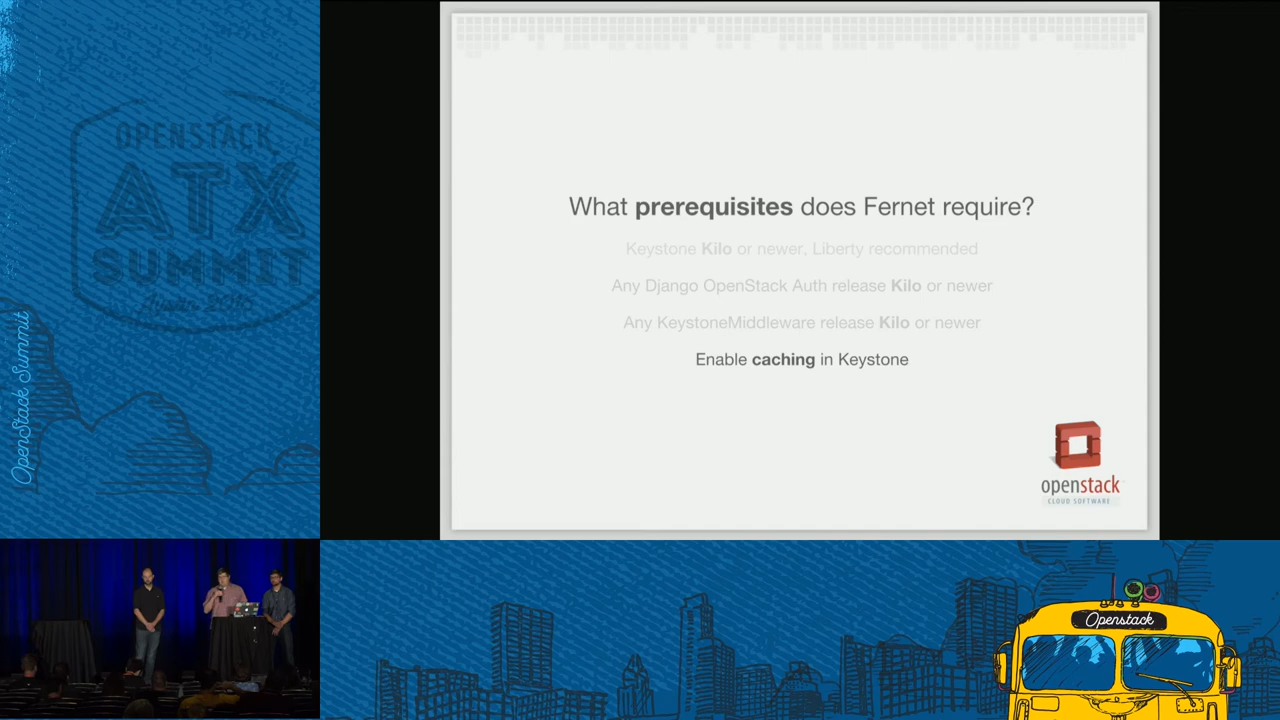 OPENSTACK
ATX
SUMMIT
OpenStack Summit
What prerequisites does Fernet require?
Keystone Kilo or newer, Liberty recommended
Any Django OpenStack Auth release Kilo or newer
Any KeystoneMiddleware release Kilo or newer
Enable caching in Keystone
openstack
CLOUD SOFTWARE
Openstack